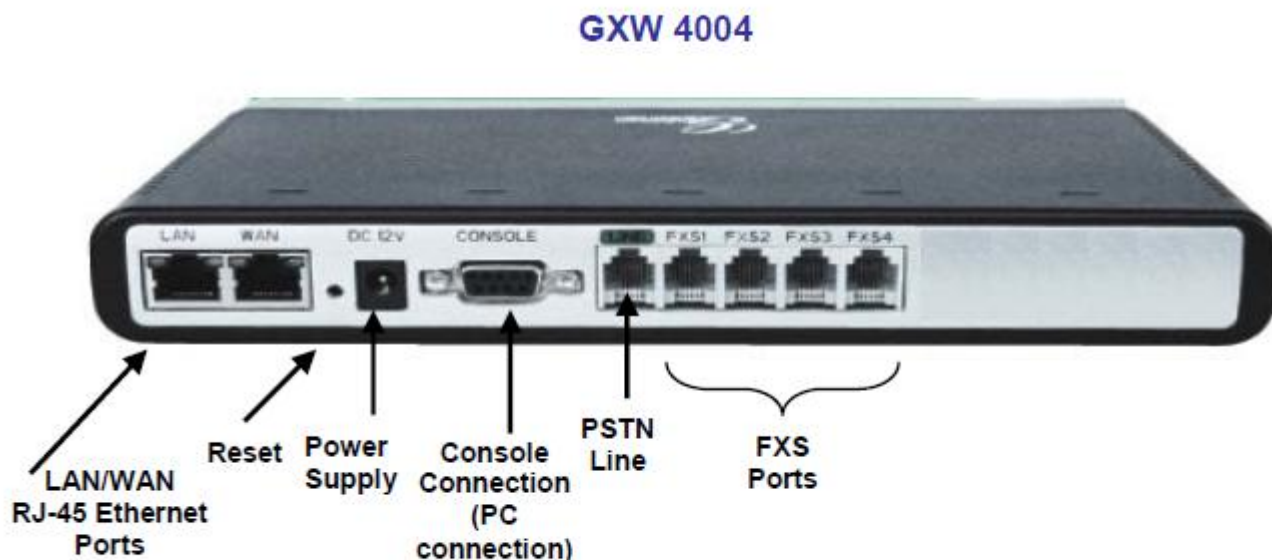 GXW 4004
LAN WAN DC 12V CONSOLE LINE FXS1 FXS2 FXS3 FXS4
Reset
Power
Supply
Console
Connection
(PC
connection)
PSTN
Line
FXS
Ports
LAN/WAN
RJ-45 Ethernet
Ports